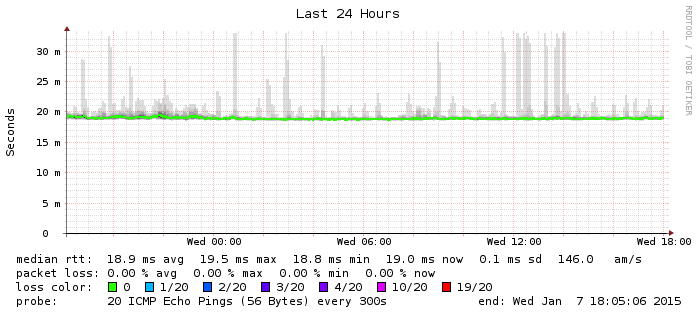 Last 24 Hours
RRDTOOL / TOBI OETIKER
Seconds
30 m
25 m
20 m
15 m
10 m
5 m
0
Wed 00:00 Wed 06:00 Wed 12:00 Wed 18:00
median rtt: 18.9 ms avg 19.5 ms max 18.8 ms min 19.0 ms now 0.1 ms sd 146.0 am/s
packet loss: 0.00 % avg 0.00 % max 0.00 % min 0.00 % now
loss color: 0 1/20 2/20 3/20 4/20 10/20 19/20
probe: 20 ICMP Echo Pings (56 Bytes) every 300s end: Wed Jan 7 18:05:06 2015